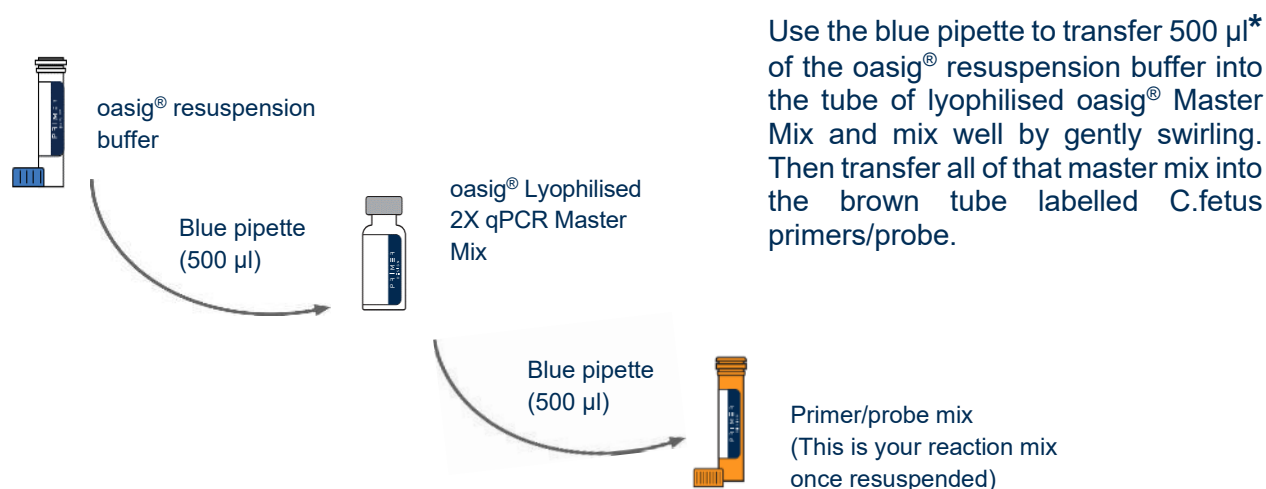 oasig® resuspension
buffer
Blue pipette
(500 µl)
oasig® Lyophilised
2X qPCR Master
Mix
Blue pipette
(500 µl)
Primer/probe mix
(This is your reaction mix
once resuspended)
Use the blue pipette to transfer 500 µl*
of the oasig® resuspension buffer into
the tube of lyophilised oasig® Master
Mix and mix well by gently swirling.
Then transfer all of that master mix into
the brown tube labelled C.fetus
primers/probe.
PRIMER
PRIMER
PRIMER